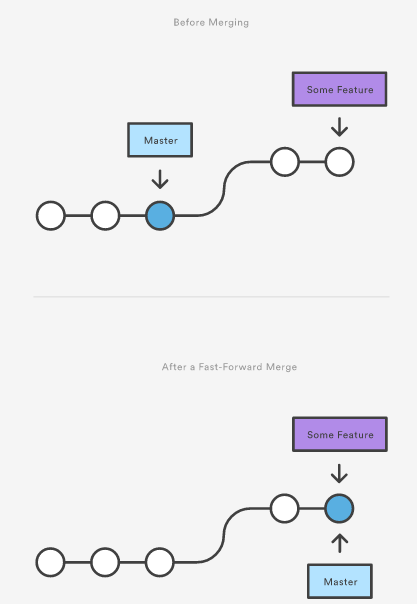 Before Merging
Some Feature
Master
After a Fast-Forward Merge
Some Feature
Master